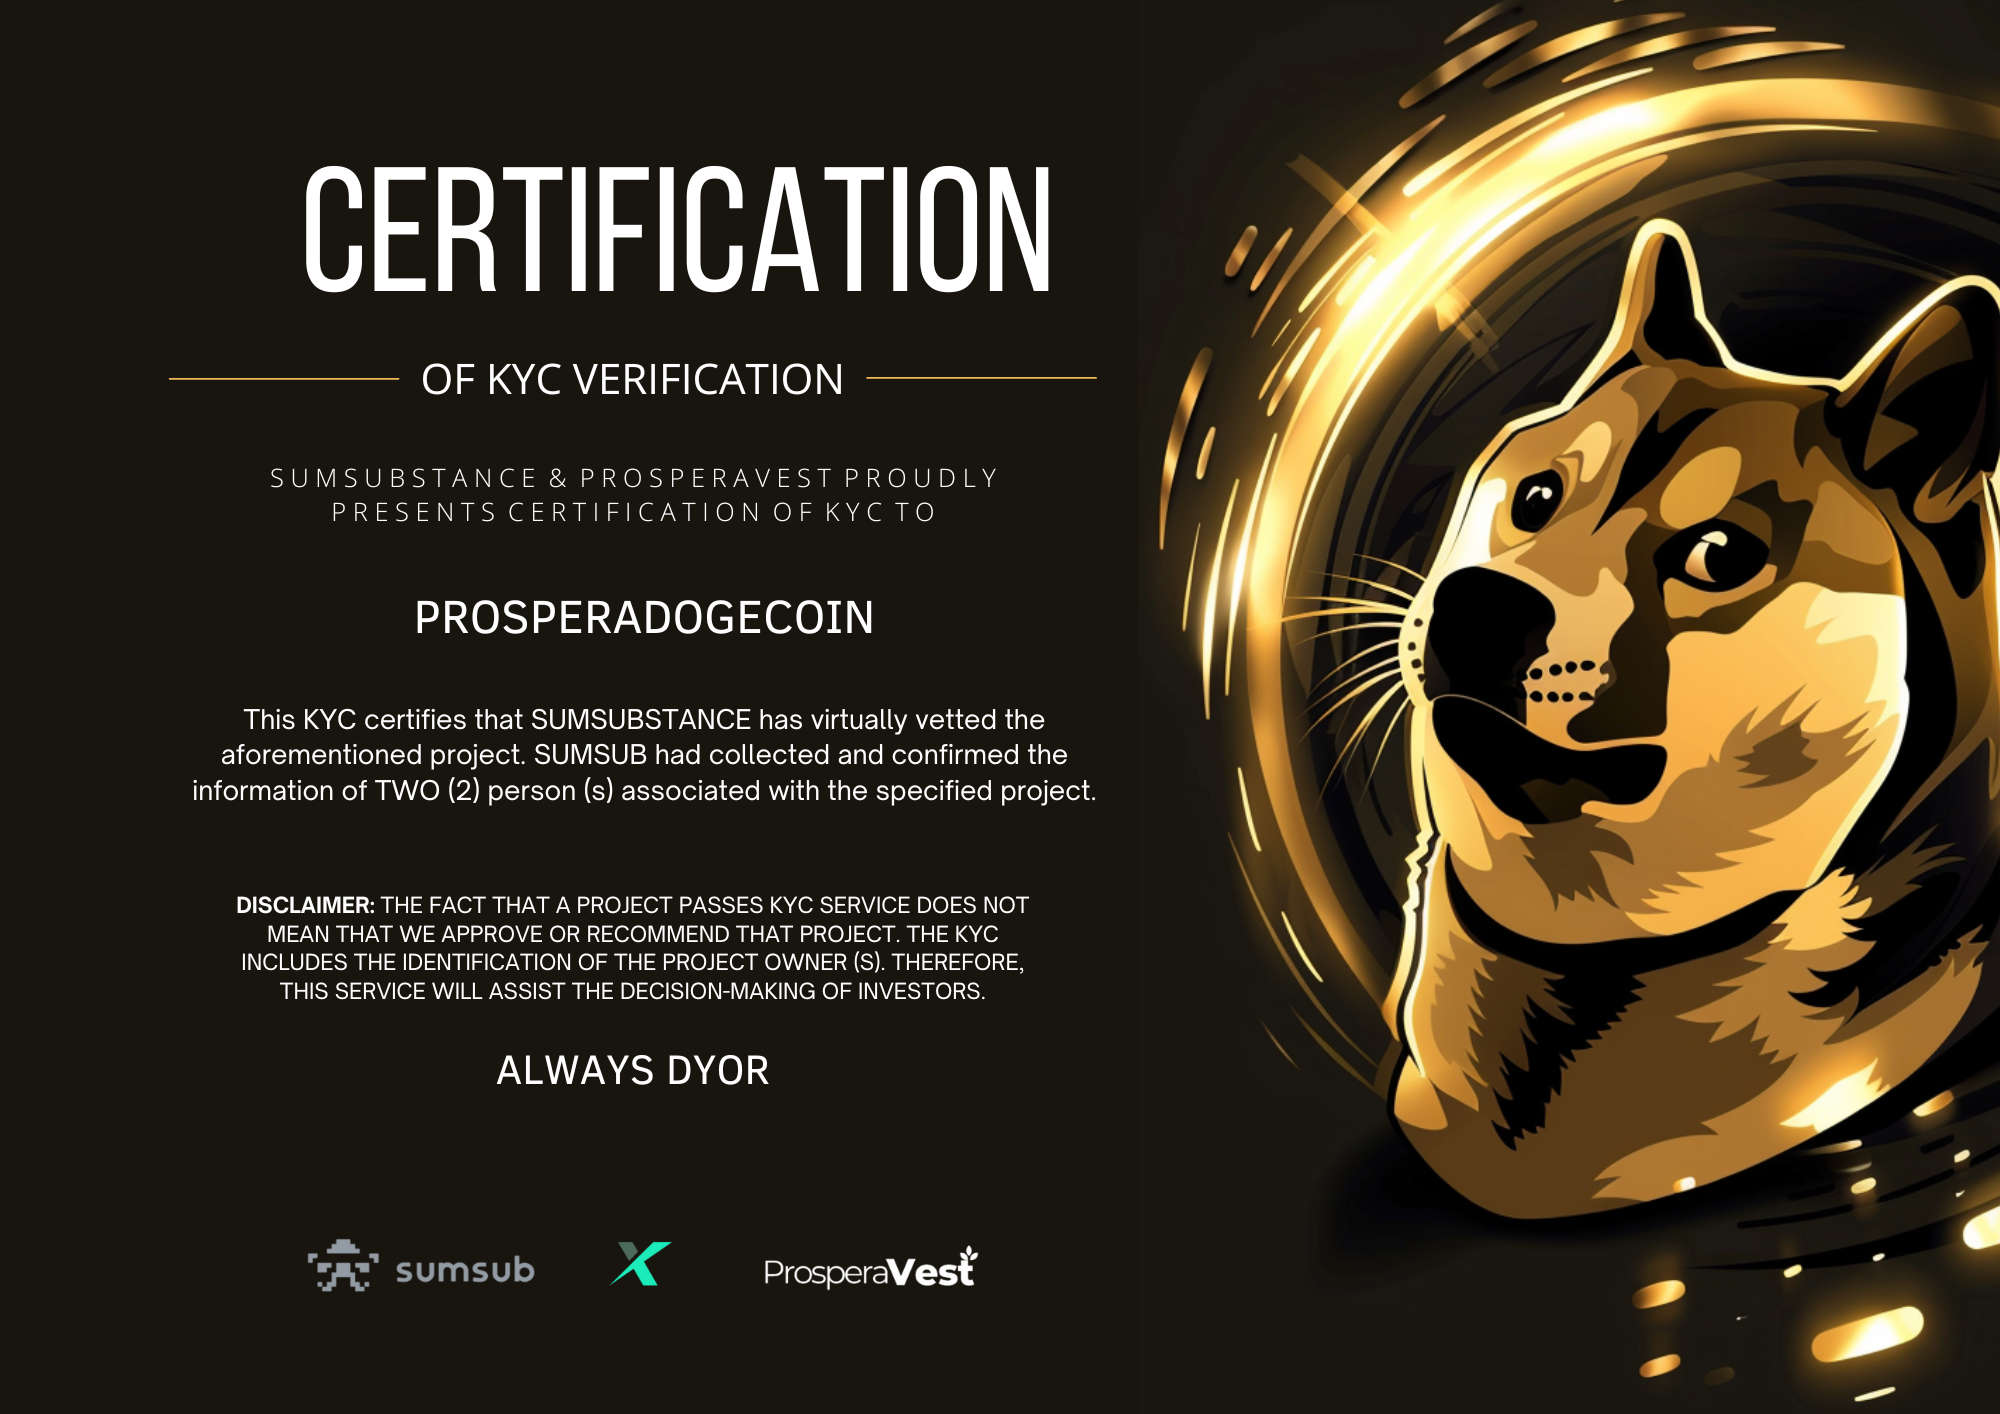 CERTIFICATION
OF KYC VERIFICATION
SUMSUBSTANCE & PROSPERAVEST PROUDLY
PRESENTS CERTIFICATION OF KYC TO
PROSPERADOGECOIN
This KYC certifies that SUMSUBSTANCE has virtually vetted the
aforementioned project. SUMSUB had collected and confirmed the
information of TWO (2) person (s) associated with the specified project.
DISCLAIMER: THE FACT THAT A PROJECT PASSES KYC SERVICE DOES NOT
MEAN THAT WE APPROVE OR RECOMMEND THAT PROJECT. THE KYC
INCLUDES THE IDENTIFICATION OF THE PROJECT OWNER (S). THEREFORE,
THIS SERVICE WILL ASSIST THE DECISION-MAKING OF INVESTORS.
ALWAYS DYOR
sumsub X ProsperaVest